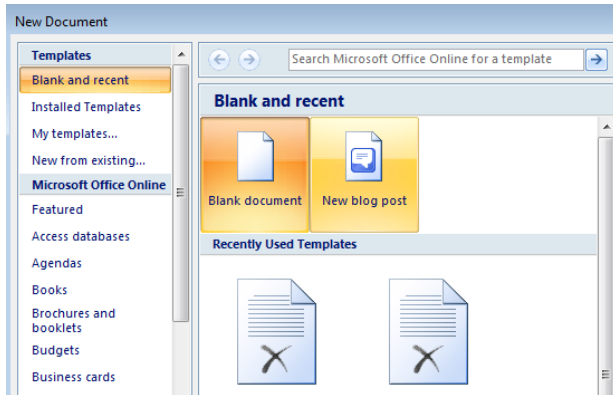 New Document
Templates
Blank and recent
Installed Templates
My templates...
New from existing...
Microsoft Office Online
Featured
Access databases
Agendas
Books
Brochures and
booklets
Budgets
Business cards
Search Microsoft Office Online for a template
Blank and recent
Blank document
New blog post
Recently Used Templates